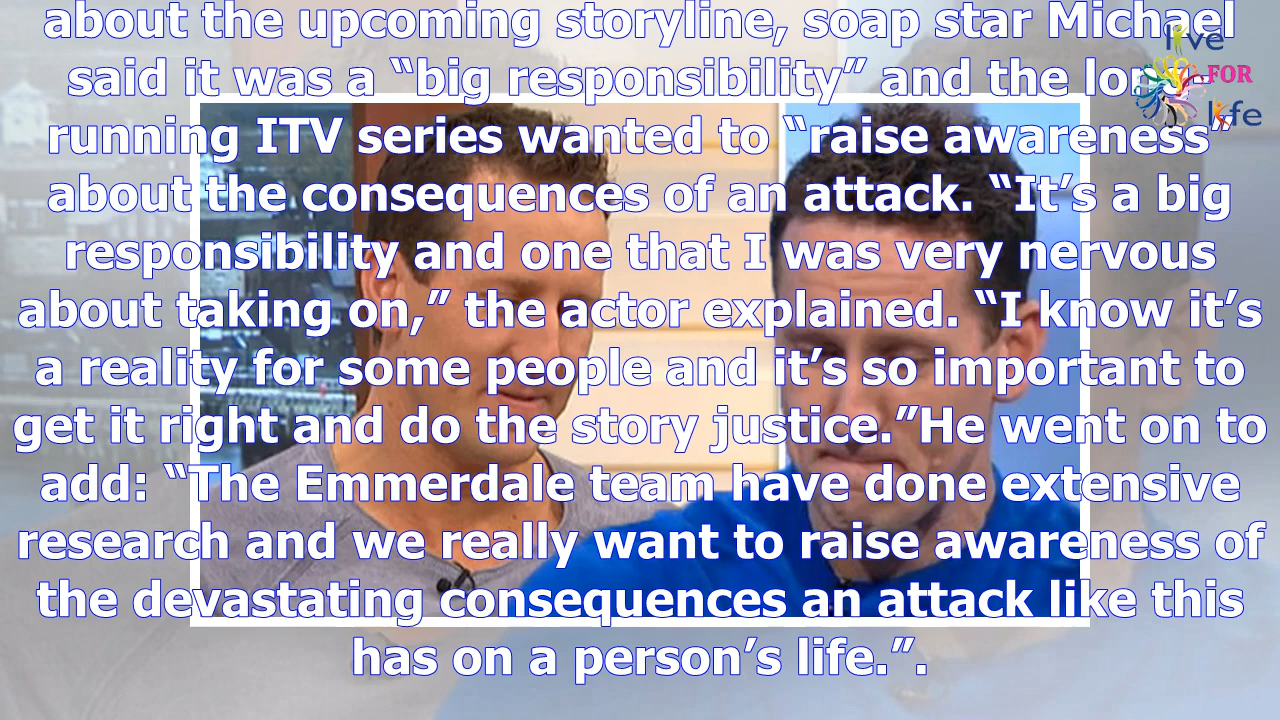 about the upcoming storyline, soap star Michael
said it was a “big responsibility” and the long
running ITV series wanted to “raise awareness”
about the consequences of an attack. “It’s a big
responsibility and one that I was very nervous
about taking on,” the actor explained. “I know it’s
a reality for some people and it’s so important to
get it right and do the story justice.”He went on to
add: “The Emmerdale team have done extensive
research and we really want to raise awareness of
the devastating consequences an attack like this
has on a person’s life.”.
live
FOR
life